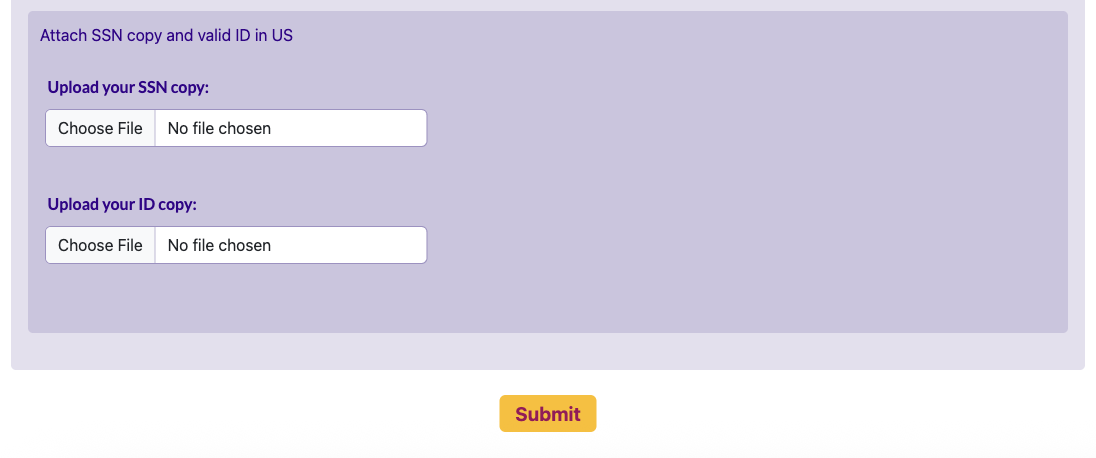 Attach SSN copy and valid ID in US
Upload your SSN copy:
Choose File No file chosen
Upload your ID copy:
Choose File No file chosen
Submit